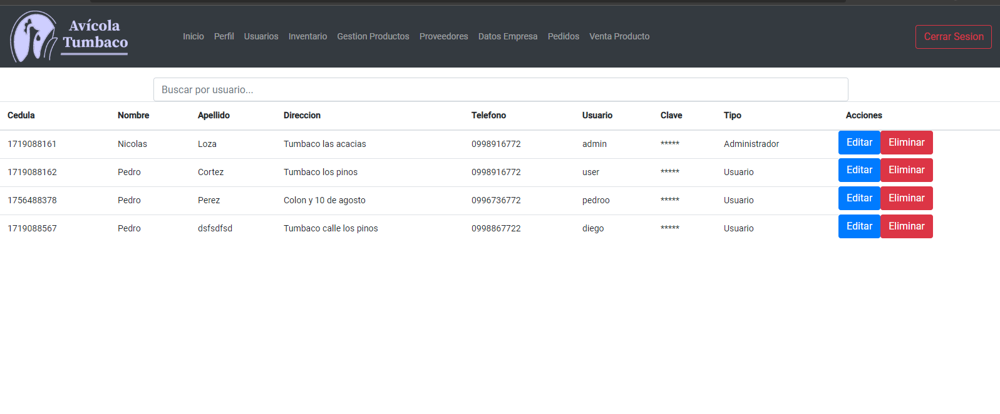 Avícola
Tumbaco
Inicio Perfil Usuarios Inventario Gestion Productos Proveedores Datos Empresa Pedidos Venta Producto Cerrar Sesion
Buscar por usuario...
Cedula Nombre Apellido Direccion Telefono Usuario Clave Tipo Acciones
1719088161 Nicolas Loza Tumbaco las acacias 0998916772 admin ***** Administrador Editar Eliminar
1719088162 Pedro Cortez Tumbaco los pinos 0998916772 user ***** Usuario Editar Eliminar
1756488378 Pedro Perez Colon y 10 de agosto 0996736772 pedroo ***** Usuario Editar Eliminar
1719088567 Pedro dsfsdfsd Tumbaco calle los pinos 0998867722 diego ***** Usuario Editar Eliminar